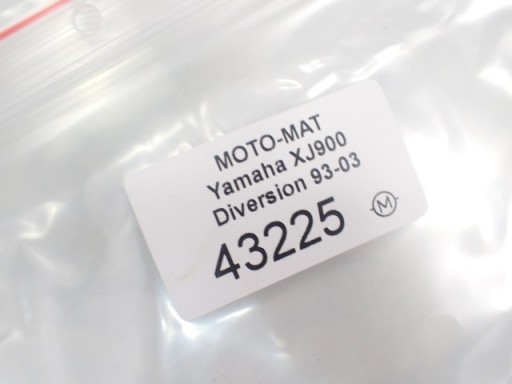 MOTO-MAT
Yamaha XJ900
Diversion 93-03
43225
M